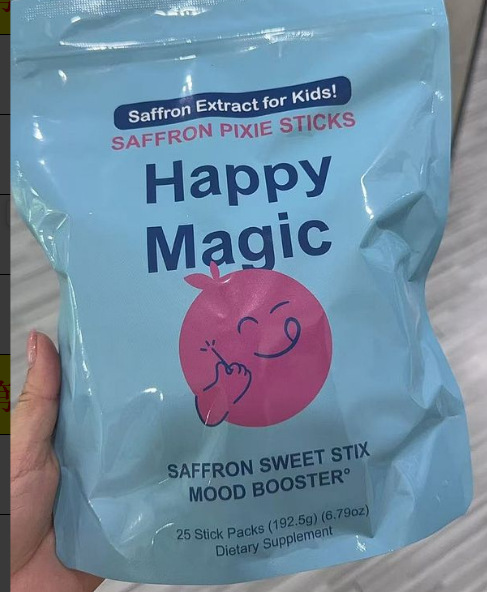 Saffron Extract for Kids!
SAFFRON PIXIE STICKS
Happy
Magic
SAFFRON SWEET STIX
MOOD BOOSTER°
25 Stick Packs (192.5g) (6.79oz)
Dietary Supplement